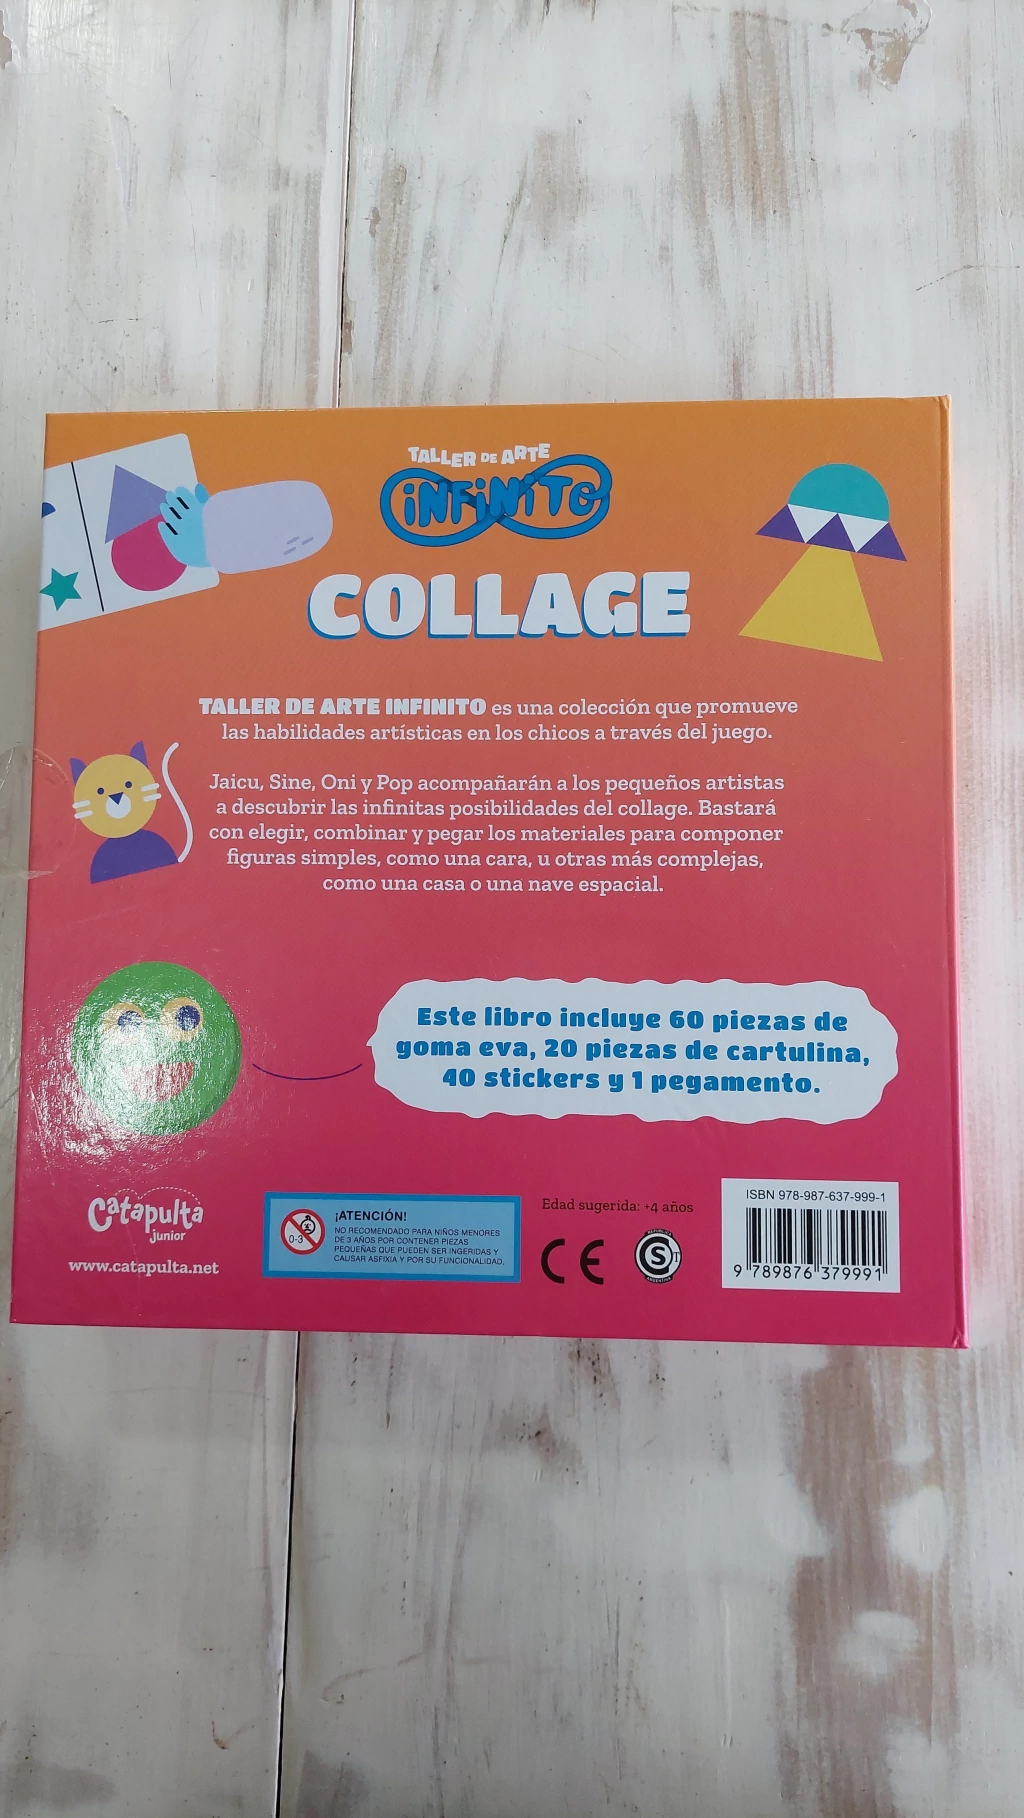 TALLER DE ARTE
INFINITO
COLLAGE
TALLER DE ARTE INFINITO es una colección que promueve
las habilidades artísticas en los chicos a través del juego.
Jaicu, Sine, Oni y Pop acompañarán a los pequeños artistas
a descubrir las infinitas posibilidades del collage. Bastará
con elegir, combinar y pegar los materiales para componer
figuras simples, como una cara, u otras más complejas,
como una casa o una nave espacial.
Este libro incluye 60 piezas de
goma eva, 20 piezas de cartulina,
40 stickers y 1 pegamento.
Catapulta
junior
www.catapulta.net
0-3
¡ATENCIÓN!
NO RECOMENDADO PARA NIÑOS MENORES
DE 3 AÑOS POR CONTENER PIEZAS
PEQUEÑAS QUE PUEDEN SER INGERIDAS Y
CAUSAR ASFIXIA Y POR SU FUNCIONALIDAD.
Edad sugerida: +4 años
CE
REPÚBLICA
S
T
ARGENTINA
ISBN 978-987-637-999-1
9 789876 379991